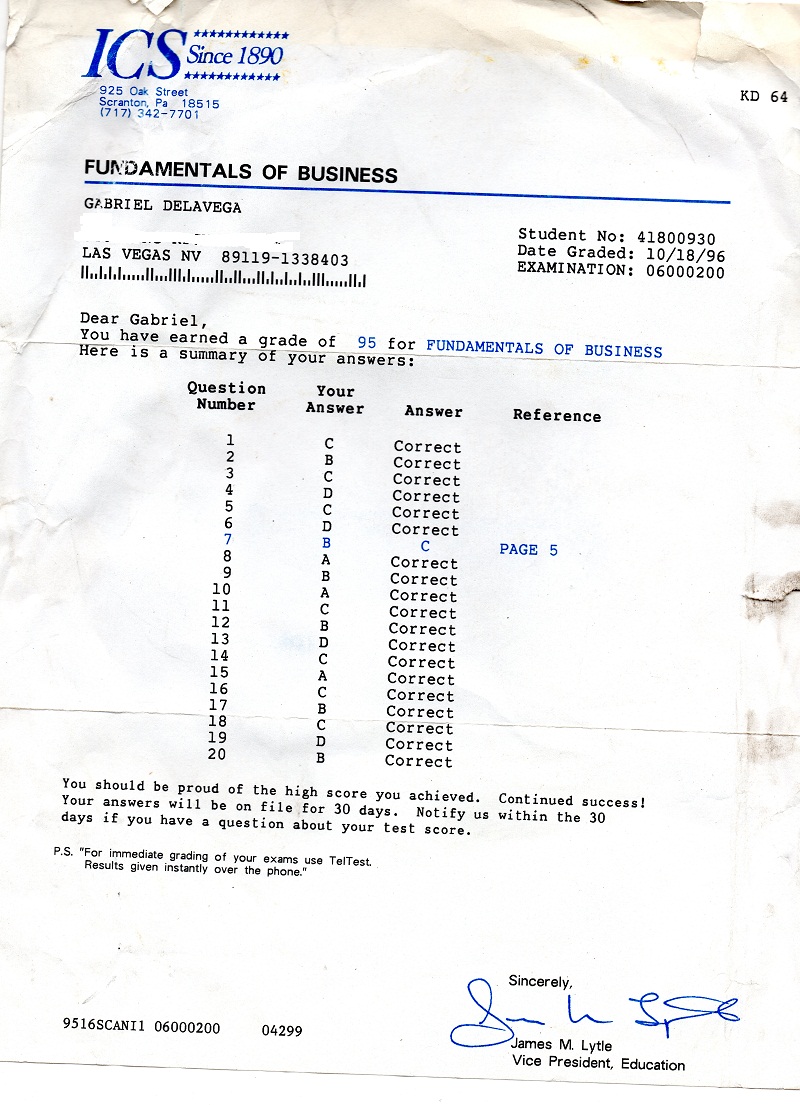 ICS Since 1890
925 Oak Street
Scranton, Pa 18515
(717) 342-7701
KD 64
FUNDAMENTALS OF BUSINESS
GABRIEL DELAVEGA
LAS VEGAS NV 89119-1338403
Student No: 41800930
Date Graded: 10/18/96
EXAMINATION: 06000200
Dear Gabriel,
You have earned a grade of 95 for FUNDAMENTALS OF BUSINESS
Here is a summary of your answers:
Question Number Your Answer Answer Reference
1 C Correct
2 B Correct
3 C Correct
4 D Correct
5 C Correct
6 D Correct
7 B C PAGE 5
8 A Correct
9 B Correct
10 A Correct
11 C Correct
12 B Correct
13 D Correct
14 C Correct
15 A Correct
16 C Correct
17 B Correct
18 C Correct
19 D Correct
20 B Correct
You should be proud of the high score you achieved. Continued success!
Your answers will be on file for 30 days. Notify us within the 30
days if you have a question about your test score.
P.S. "For immediate grading of your exams use TelTest.
Results given instantly over the phone."
Sincerely,
James M. Lytle
Vice President, Education
9516SCANI1 06000200 04299